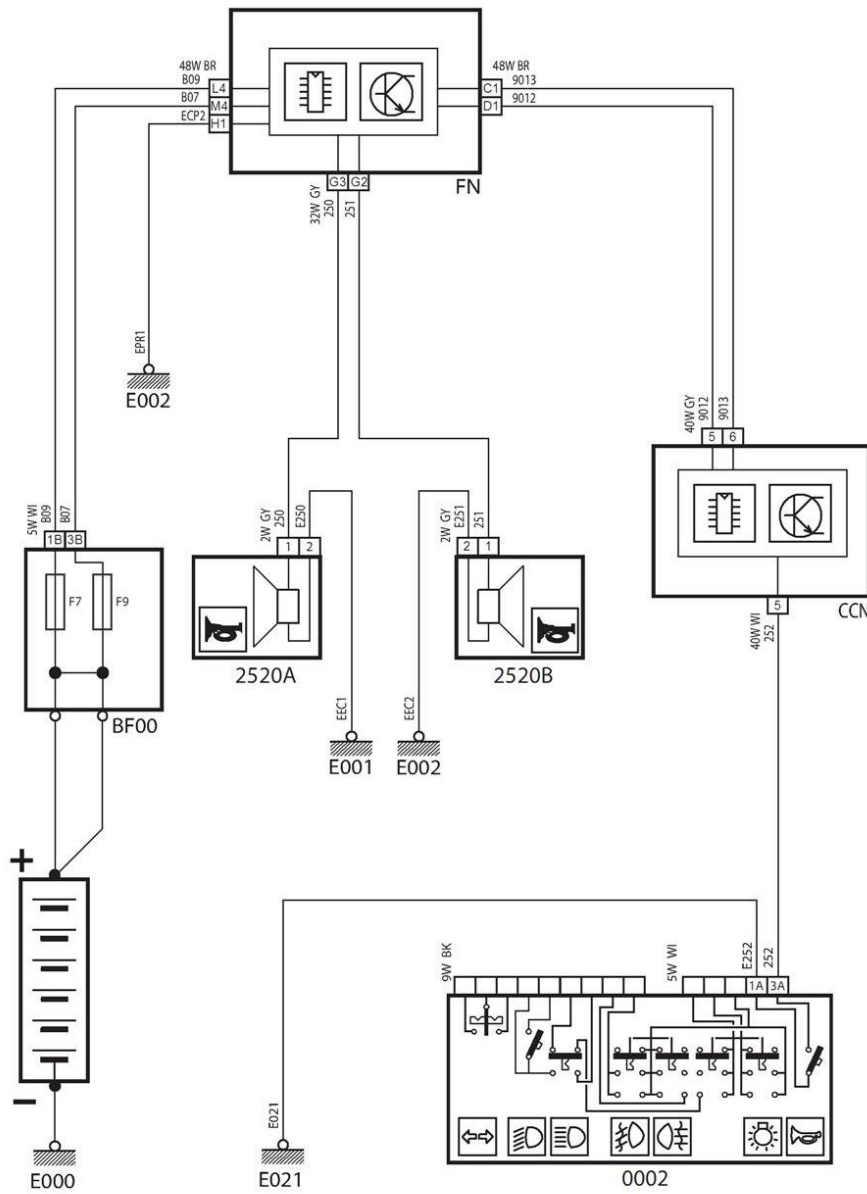 48W BR
B09
L4
B07
M4
ECP2
H1
48W BR
9013
C1
9012
D1
FN
G3 G2
32W GY
250
251
EPR1
E002
40W GY
9012
9013
5 6
CCN
5
40W WI
252
5W WI
B09
B07
1B 3B
F7
F9
BF00
2W GY
250
E250
1 2
2520A
2W GY
E251
251
2 1
2520B
EEC1
E001
EEC2
E002
+
-
E000
E021
E021
9W BK
5W WI
E252
252
1A 3A
0002